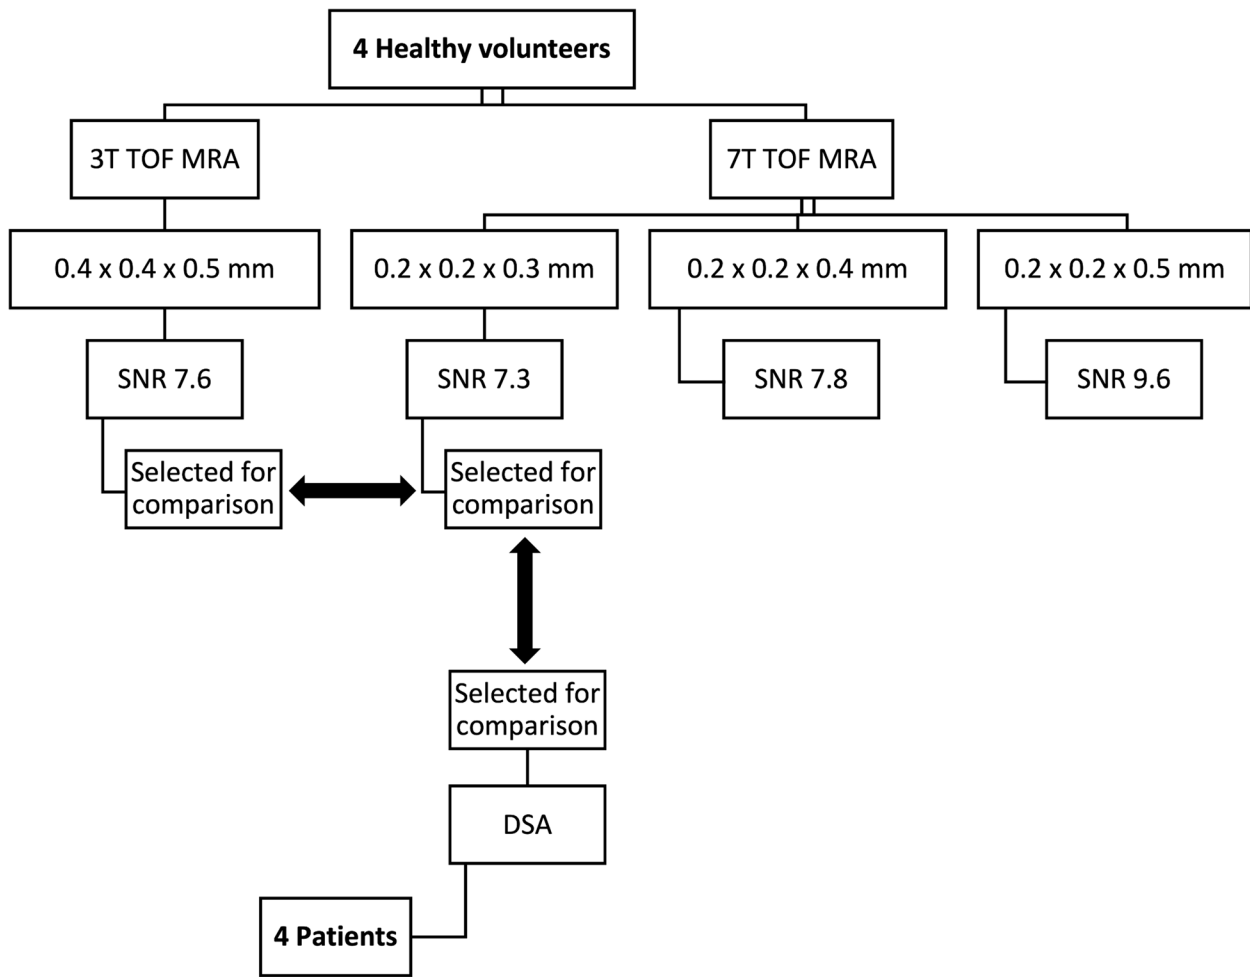 4 Healthy volunteers
3T TOF MRA
7T TOF MRA
0.4 x 0.4 x 0.5 mm
0.2 x 0.2 x 0.3 mm
0.2 x 0.2 x 0.4 mm
0.2 x 0.2 x 0.5 mm
SNR 7.6
SNR 7.3
SNR 7.8
SNR 9.6
Selected for
comparison
Selected for
comparison
Selected for
comparison
DSA
4 Patients